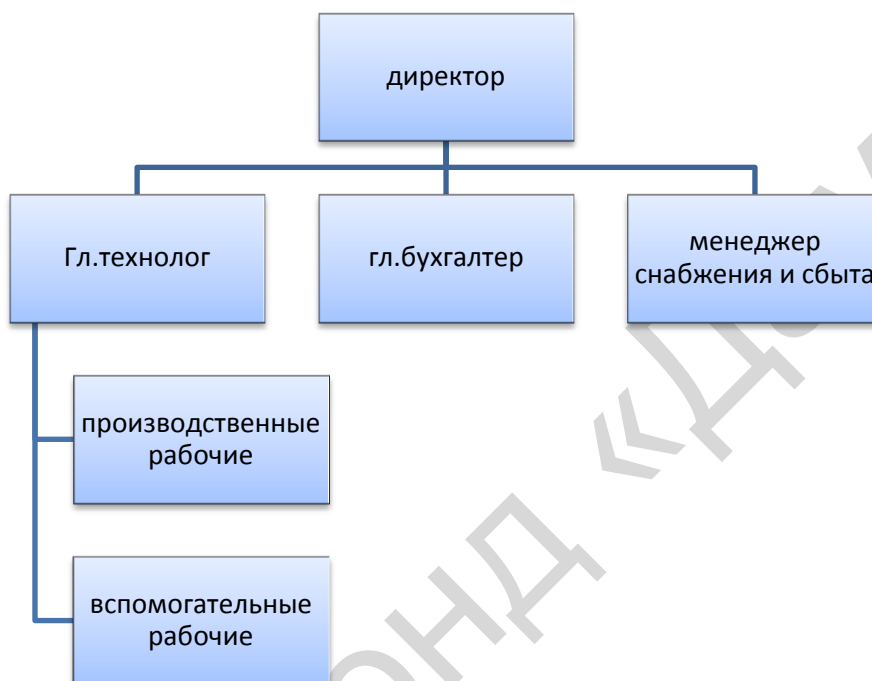 директор
Гл.технолог
гл.бухгалтер
менеджер
снабжения и сбыта
производственные
рабочие
вспомогательные
рабочие